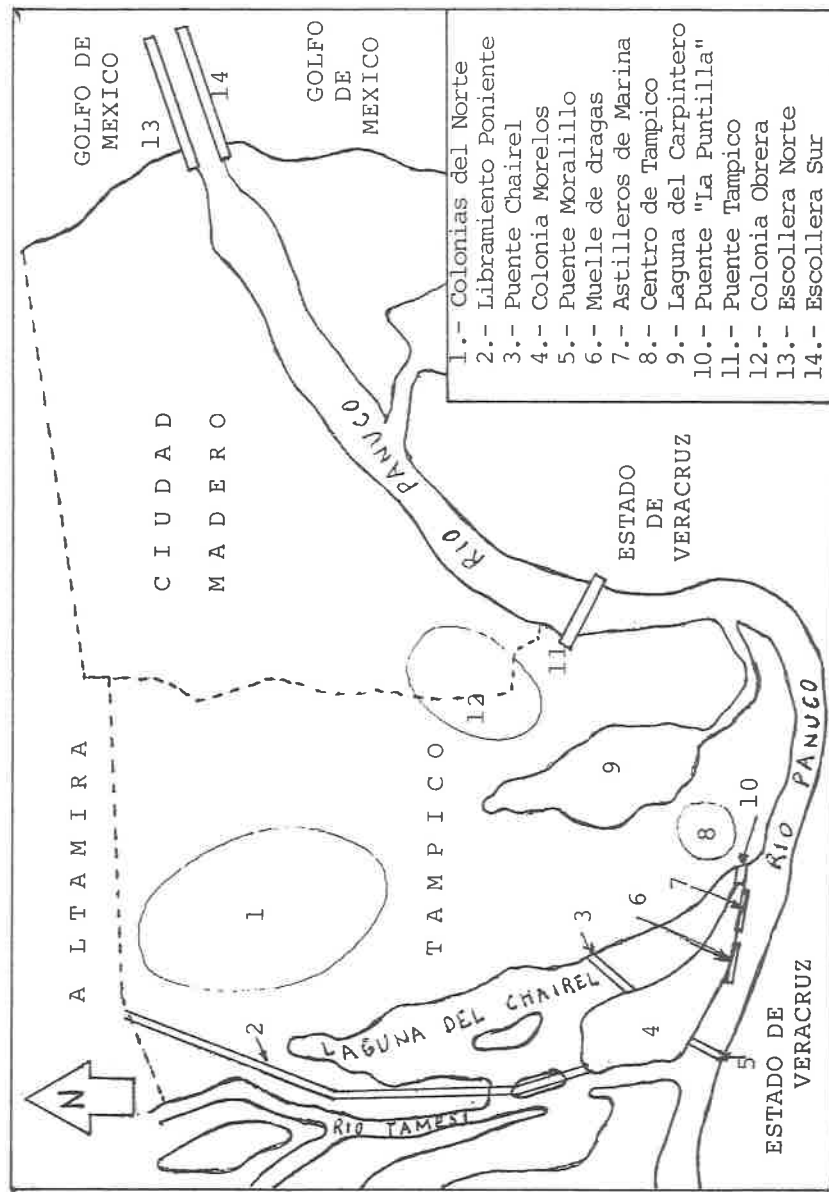 GOLFO DE
MEXICO
13
14
GOLFO
DE
MEXICO
CIUDAD
MADERO
ALTAMIRA
TAMPICO
1
2
3
4
5
6
7
8
9
10
11
12
N
RIO TAMESI
LAGUNA DEL CHAIREL
RIO PANUCO
RIO PANUCO
ESTADO
DE
VERACRUZ
ESTADO DE
VERACRUZ
1.- Colonias del Norte
2.- Libramiento Poniente
3.- Puente Chairel
4.- Colonia Morelos
5.- Puente Moralillo
6.- Muelle de dragas
7.- Astilleros de Marina
8.- Centro de Tampico
9.- Laguna del Carpintero
10.- Puente "La Puntilla"
11.- Puente Tampico
12.- Colonia Obrera
13.- Escollera Norte
14.- Escollera Sur